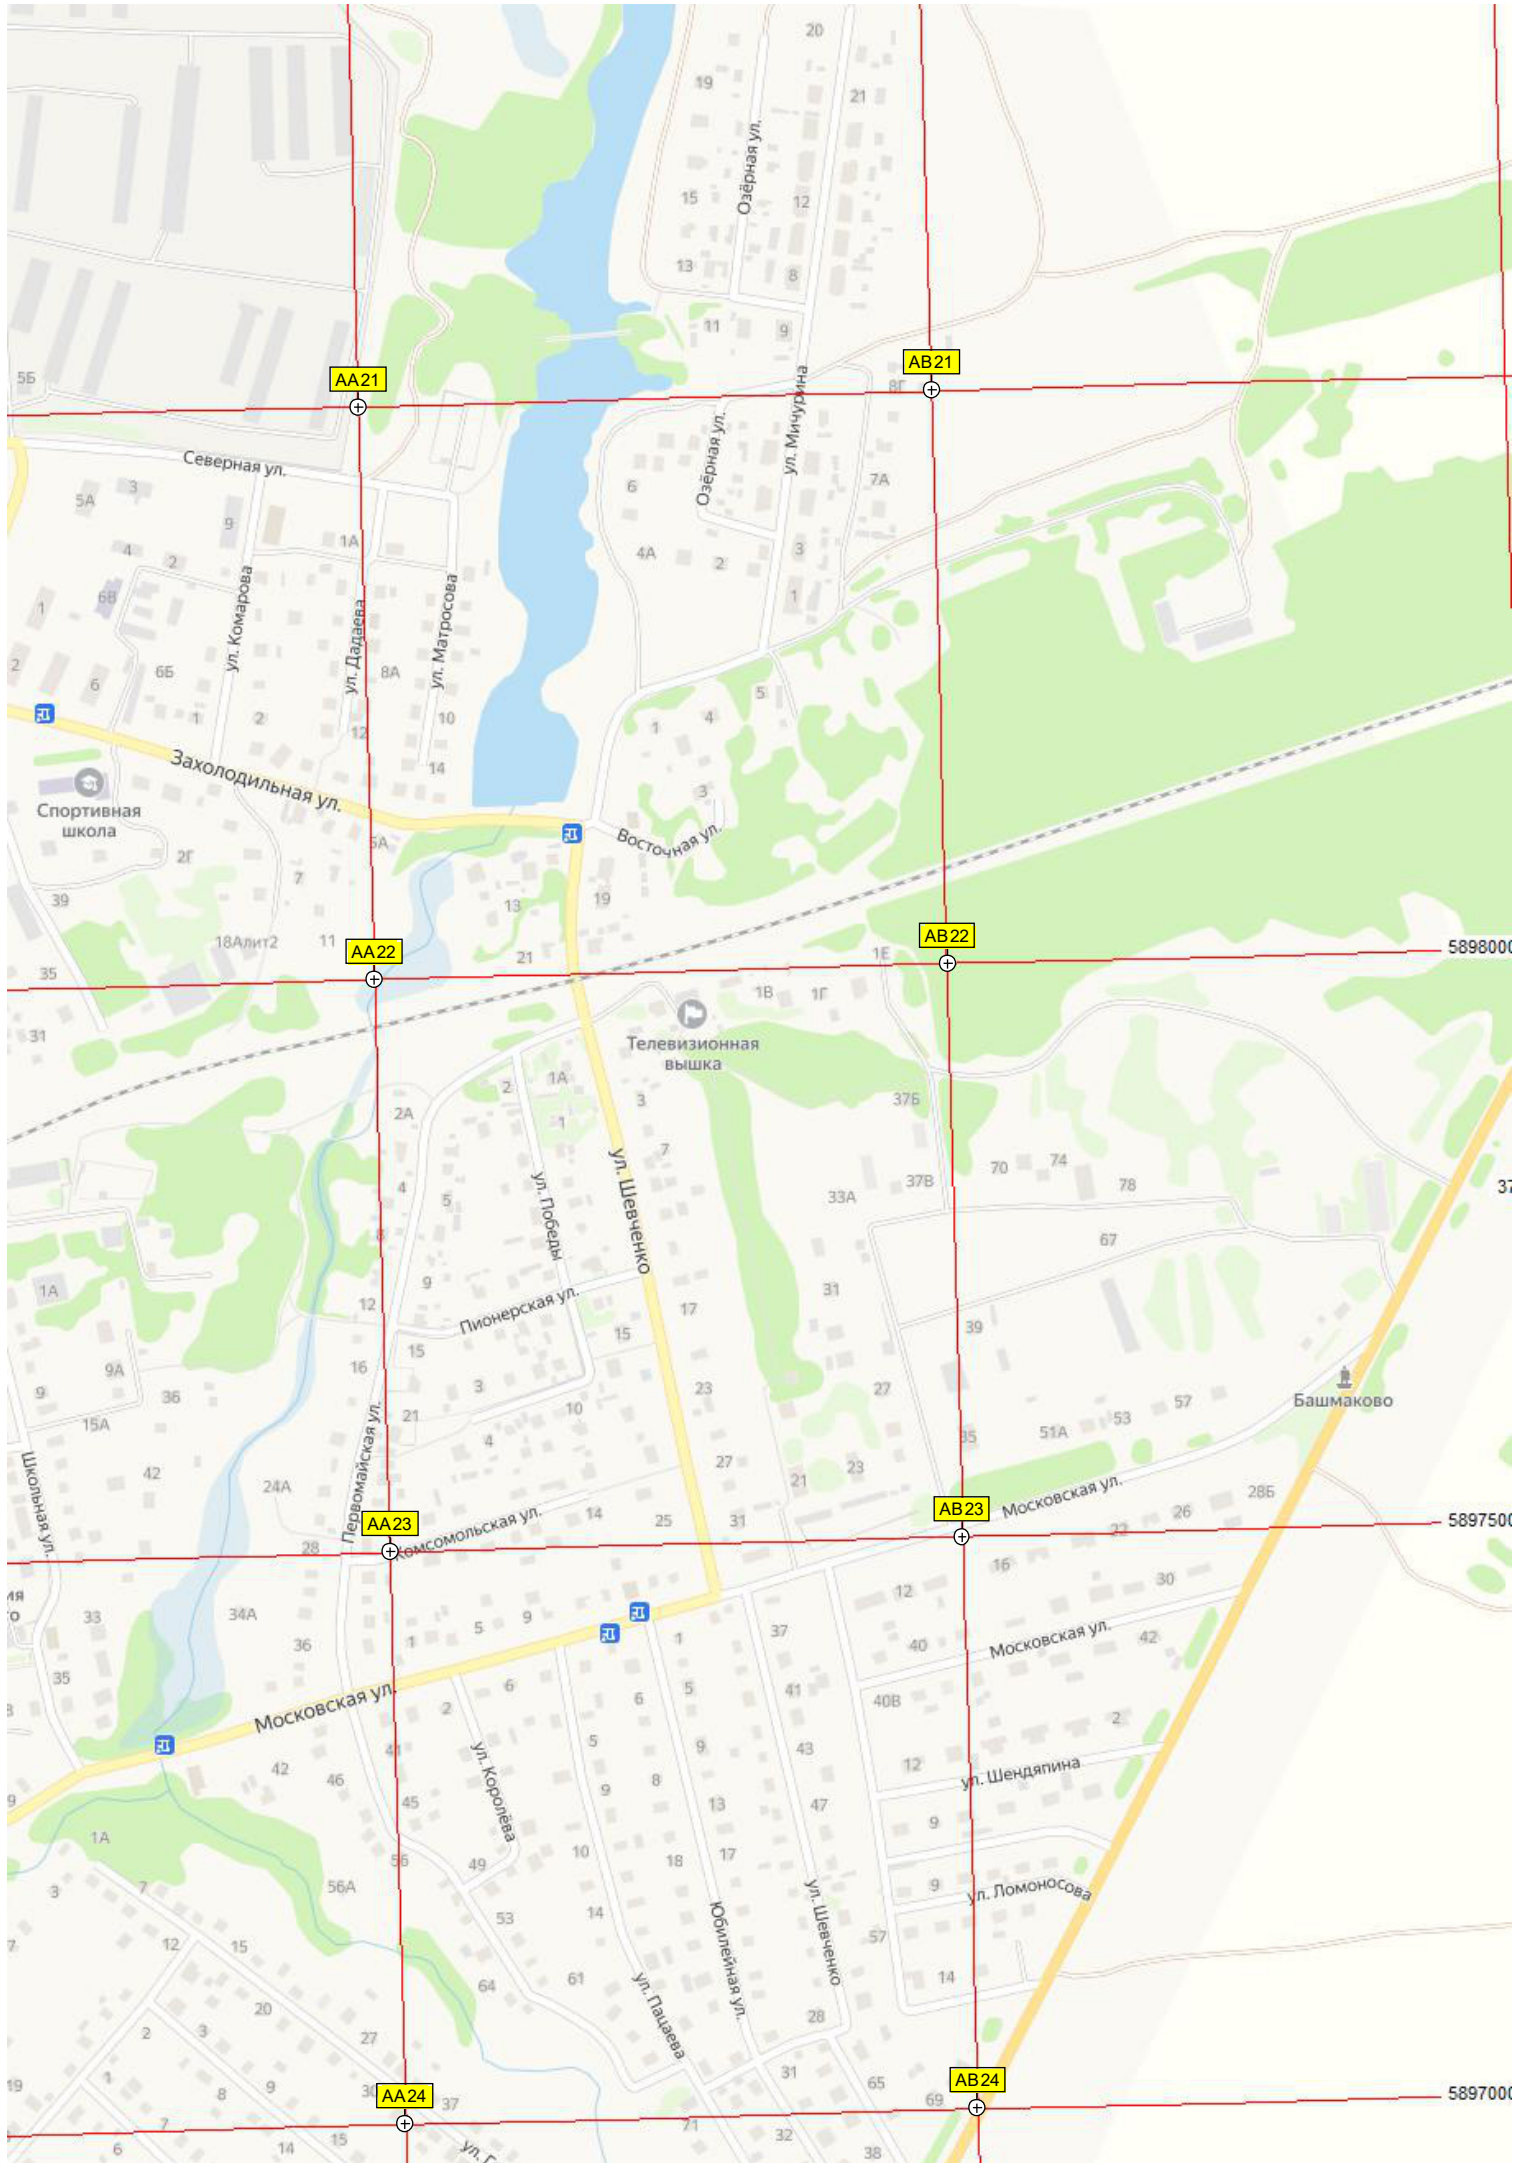 20
19
21
Озёрная ул.
15
12
13
8
11
9
5Б
AA21
AB21
8Г
ул. Мичурина
Озёрная ул.
Северная ул.
6
7А
5А
3
9
1А
4А
2
3
4
2
6В
1
1
ул. Комарова
ул. Дадаева
ул. Матросова
2
6
6Б
8А
5
1
2
12
10
1
4
14
3
Захолодильная ул.
Спортивная
школа
5А
Восточная ул.
2Г
7
39
13
19
18Алит2
11
21
AA22
AB22
1Е
5898000
35
31
1В
1Г
Телевизионная
вышка
2
1А
3
2А
1
37Б
7
ул. Шевченко
ул. Победы
4
5
33А
37В
70
74
78
37
8
67
1А
9
12
31
17
Пионерская ул.
15
39
15
16
9А
9
36
3
23
27
Башмаково
15А
21
10
57
53
51А
35
4
Первомайская ул.
Школьная ул.
42
24А
27
21
23
Московская ул.
28Б
26
22
AA23
AB23
5897500
Комсомольская ул.
14
25
31
28
16
30
12
33
34А
36
1
5
9
1
37
40
Московская ул.
42
35
6
2
6
5
41
40В
2
Московская ул.
41
5
9
43
12
ул. Шендяпина
42
46
45
ул. Королёва
9
8
13
47
9
1А
56
49
10
18
17
3
7
56А
9
ул. Ломоносова
53
14
57
12
15
Юбилейная ул.
ул. Шевченко
64
61
14
20
ул. Пацаева
28
2
3
27
19
1
8
9
30
AA24
37
31
65
AB24
69
5897000
7
6
14
15
71
32
38